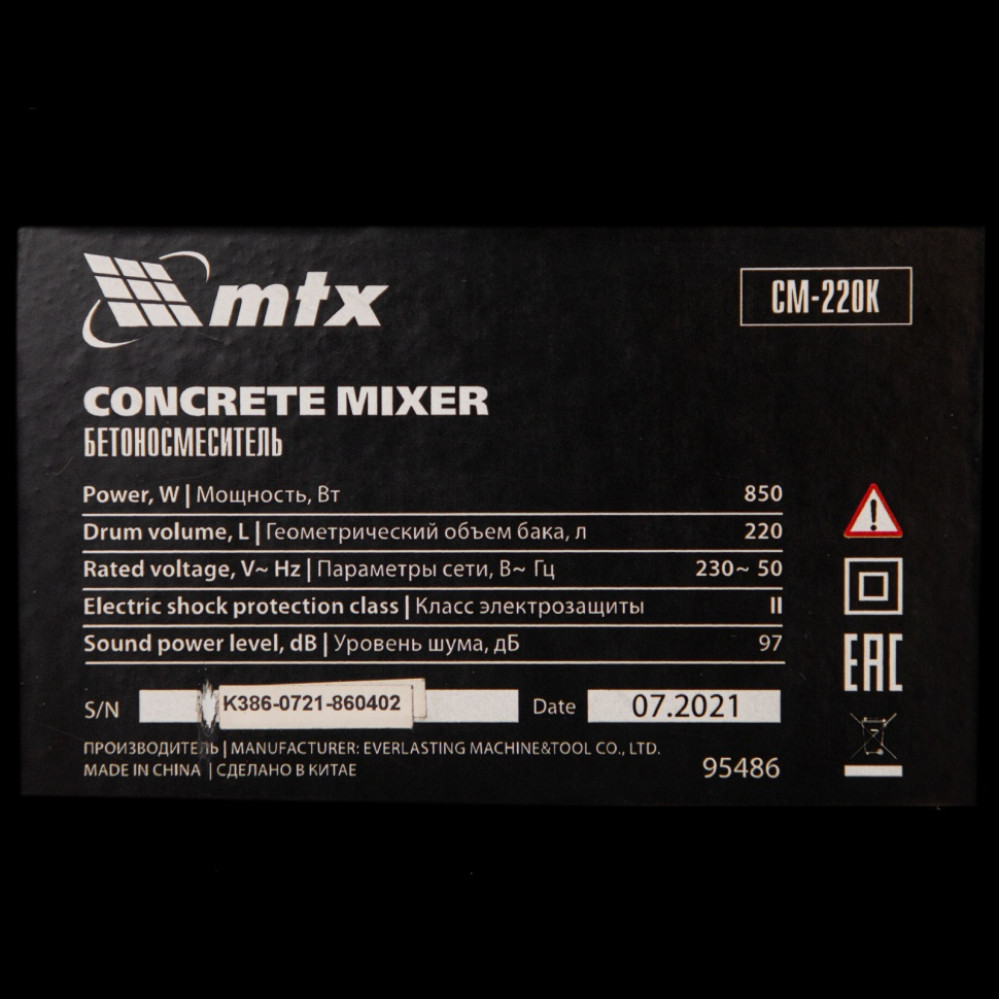 mtx
CM-220K
CONCRETE MIXER
БЕТОНОСМЕСИТЕЛЬ
Power, W | Мощность, Вт 850
Drum volume, L | Геометрический объем бака, л 220
Rated voltage, V~ Hz | Параметры сети, В~ Гц 230~ 50
Electric shock protection class | Класс электрозащиты II
Sound power level, dB | Уровень шума, дБ 97
S/N K386-0721-860402 Date 07.2021
ПРОИЗВОДИТЕЛЬ | MANUFACTURER: EVERLASTING MACHINE&TOOL CO., LTD.
MADE IN CHINA | СДЕЛАНО В КИТАЕ
95486
EAC